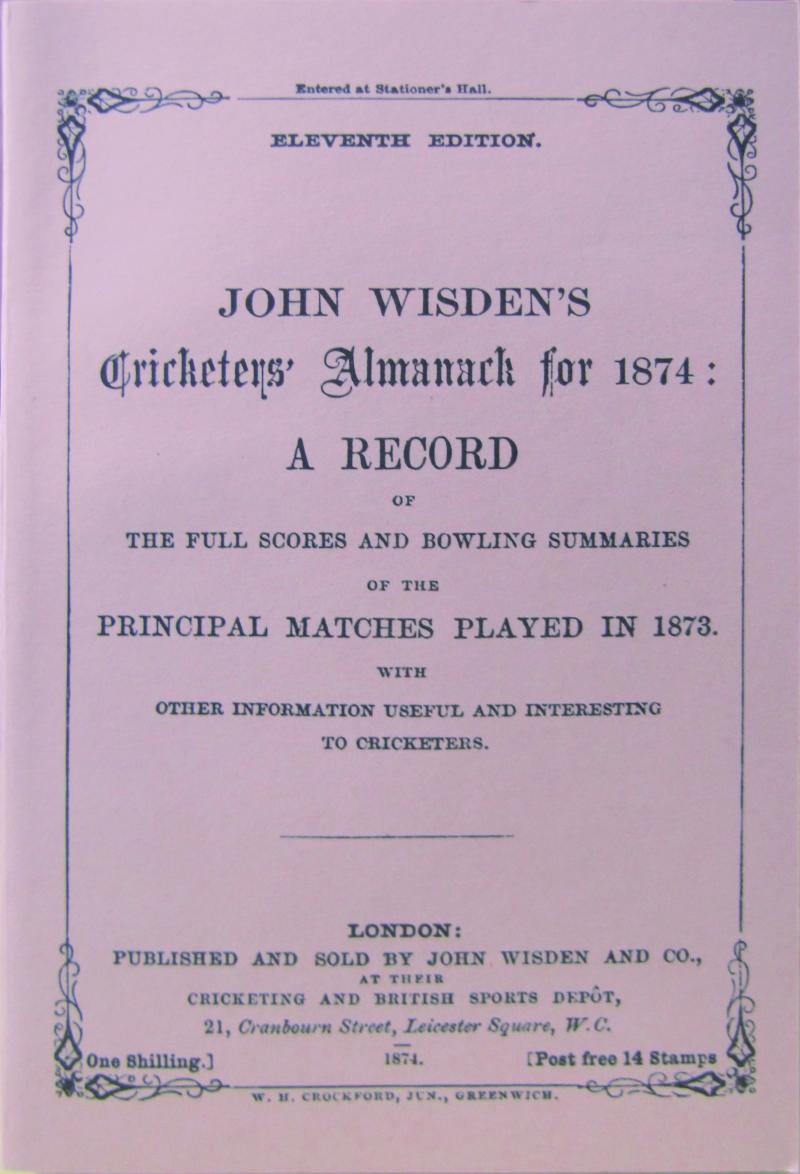 Entered at Stationer's Hall.
ELEVENTH EDITION.
JOHN WISDEN'S
Cricketers' Almanack for 1874:
A RECORD
OF
THE FULL SCORES AND BOWLING SUMMARIES
OF THE
PRINCIPAL MATCHES PLAYED IN 1873.
WITH
OTHER INFORMATION USEFUL AND INTERESTING
TO CRICKETERS.
LONDON:
PUBLISHED AND SOLD BY JOHN WISDEN AND CO.,
AT THEIR
CRICKETING AND BRITISH SPORTS DEPÔT,
21, Cranbourn Street, Leicester Square, W.C.
One Shilling.] 1874. [Post free 14 Stamps
W. H. CROCKFORD, JUN., GREENWICH.